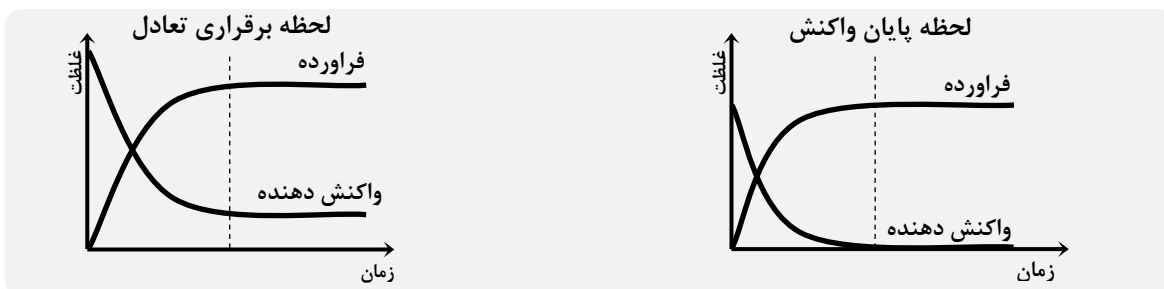 لحظه پایان واکنش
غلظت
فراورده
واکنش دهنده
زمان
لحظه برقراری تعادل
غلظت
فراورده
واکنش دهنده
زمان